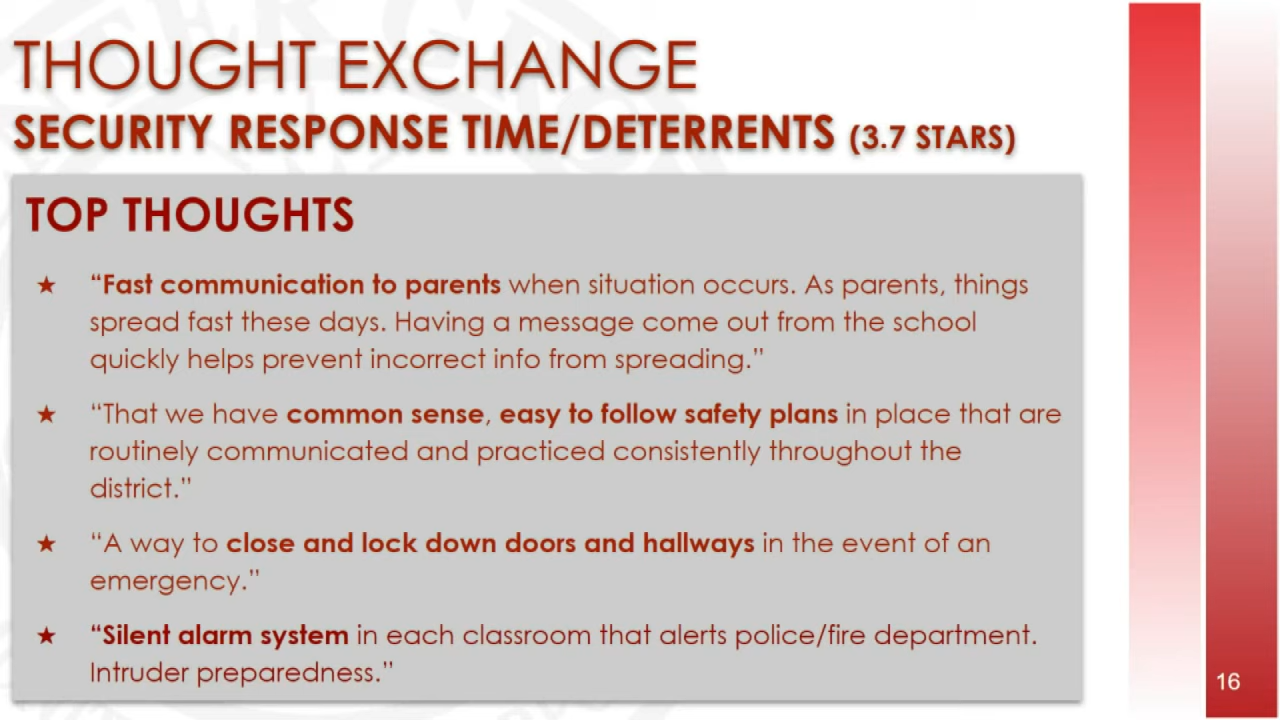 THOUGHT EXCHANGE
SECURITY RESPONSE TIME/DETERRENTS (3.7 STARS)
TOP THOUGHTS
★ “Fast communication to parents when situation occurs. As parents, things
spread fast these days. Having a message come out from the school
quickly helps prevent incorrect info from spreading.”
★ “That we have common sense, easy to follow safety plans in place that are
routinely communicated and practiced consistently throughout the
district.”
★ “A way to close and lock down doors and hallways in the event of an
emergency.”
★ “Silent alarm system in each classroom that alerts police/fire department.
Intruder preparedness.”
16